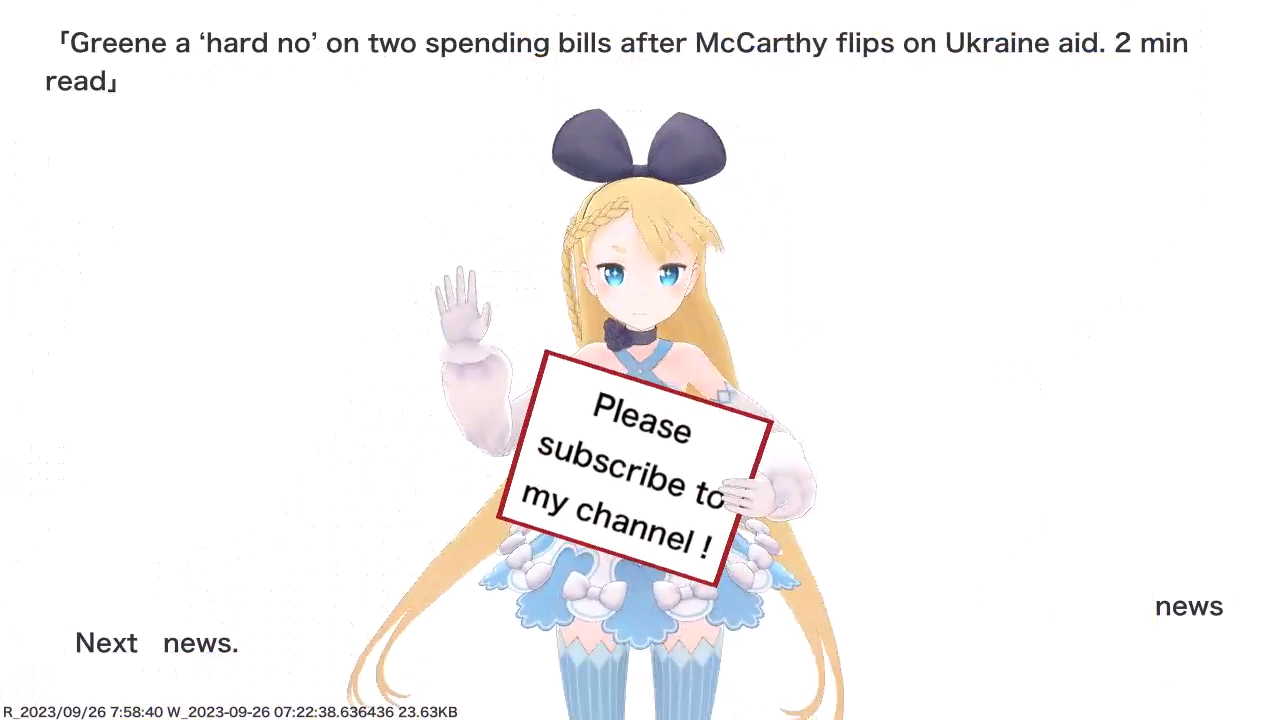 「Greene a ‘hard no’ on two spending bills after McCarthy flips on Ukraine aid. 2 min
read」
Please
subscribe to
my channel !
news
Next news.
R_2023/09/26 7:58:40 W_2023-09-26 07:22:38.636436 23.63KB